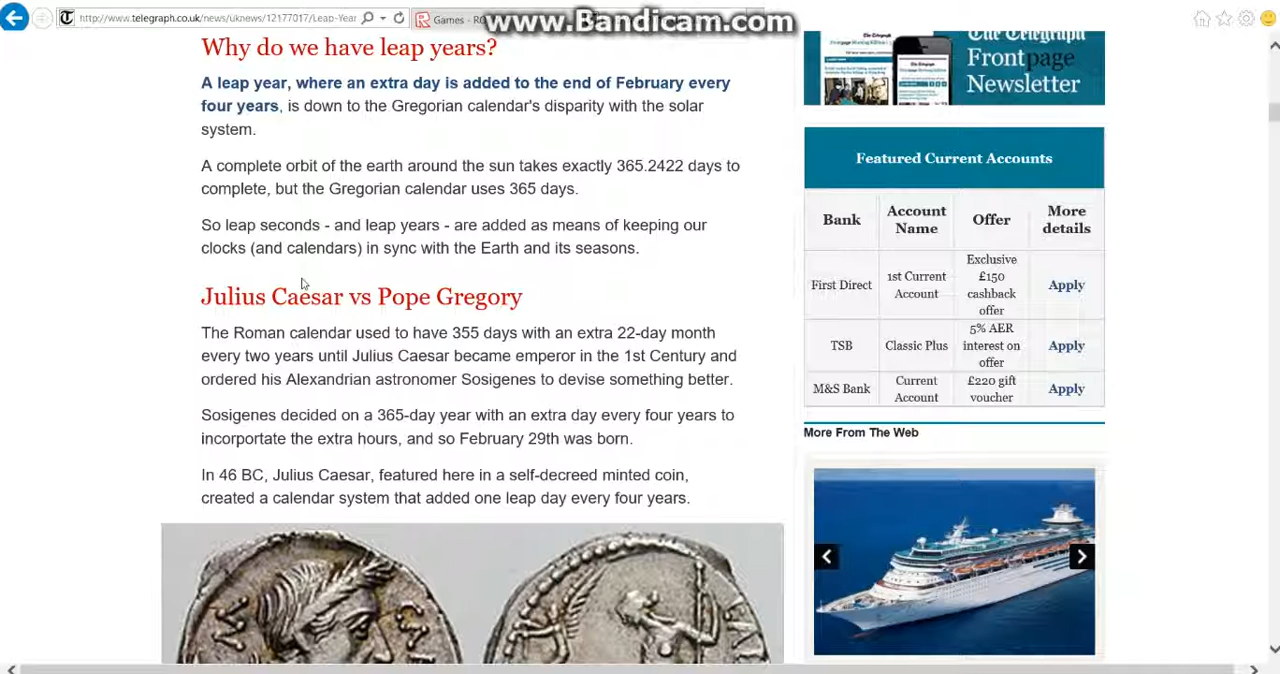 http://www.telegraph.co.uk/news/uknews/12177017/Leap-Year
Games - RO
www.Bandicam.com
Why do we have leap years?
A leap year, where an extra day is added to the end of February every
four years, is down to the Gregorian calendar's disparity with the solar
system.
A complete orbit of the earth around the sun takes exactly 365.2422 days to
complete, but the Gregorian calendar uses 365 days.
So leap seconds - and leap years - are added as means of keeping our
clocks (and calendars) in sync with the Earth and its seasons.
Julius Caesar vs Pope Gregory
The Roman calendar used to have 355 days with an extra 22-day month
every two years until Julius Caesar became emperor in the 1st Century and
ordered his Alexandrian astronomer Sosigenes to devise something better.
Sosigenes decided on a 365-day year with an extra day every four years to
incorportate the extra hours, and so February 29th was born.
In 46 BC, Julius Caesar, featured here in a self-decreed minted coin,
created a calendar system that added one leap day every four years.
The Telegraph
Frontpage
Newsletter
Featured Current Accounts
Bank
Account
Name
Offer
More
details
First Direct
1st Current
Account
Exclusive
£150
cashback
offer
Apply
TSB
Classic Plus
5% AER
interest on
offer
Apply
M&S Bank
Current
Account
£220 gift
voucher
Apply
More From The Web